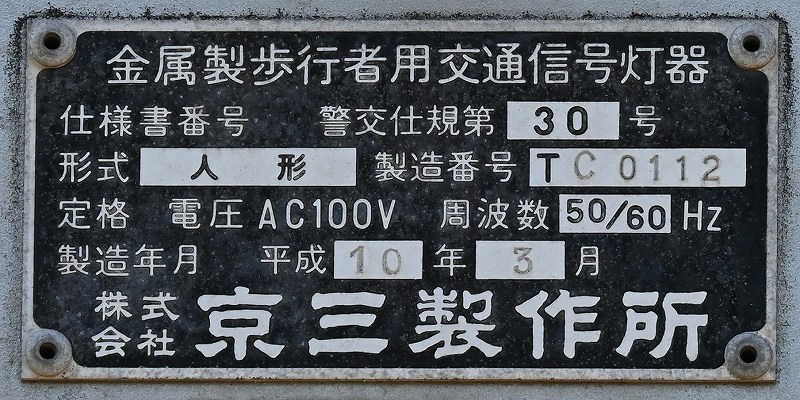 金属製歩行者用交通信号灯器
仕様書番号 警交仕規第 30 号
形式 人形 製造番号 TC0112
定格 電圧 AC100V 周波数 50/60 Hz
製造年月 平成 10 年 3 月
株式会社 京三製作所